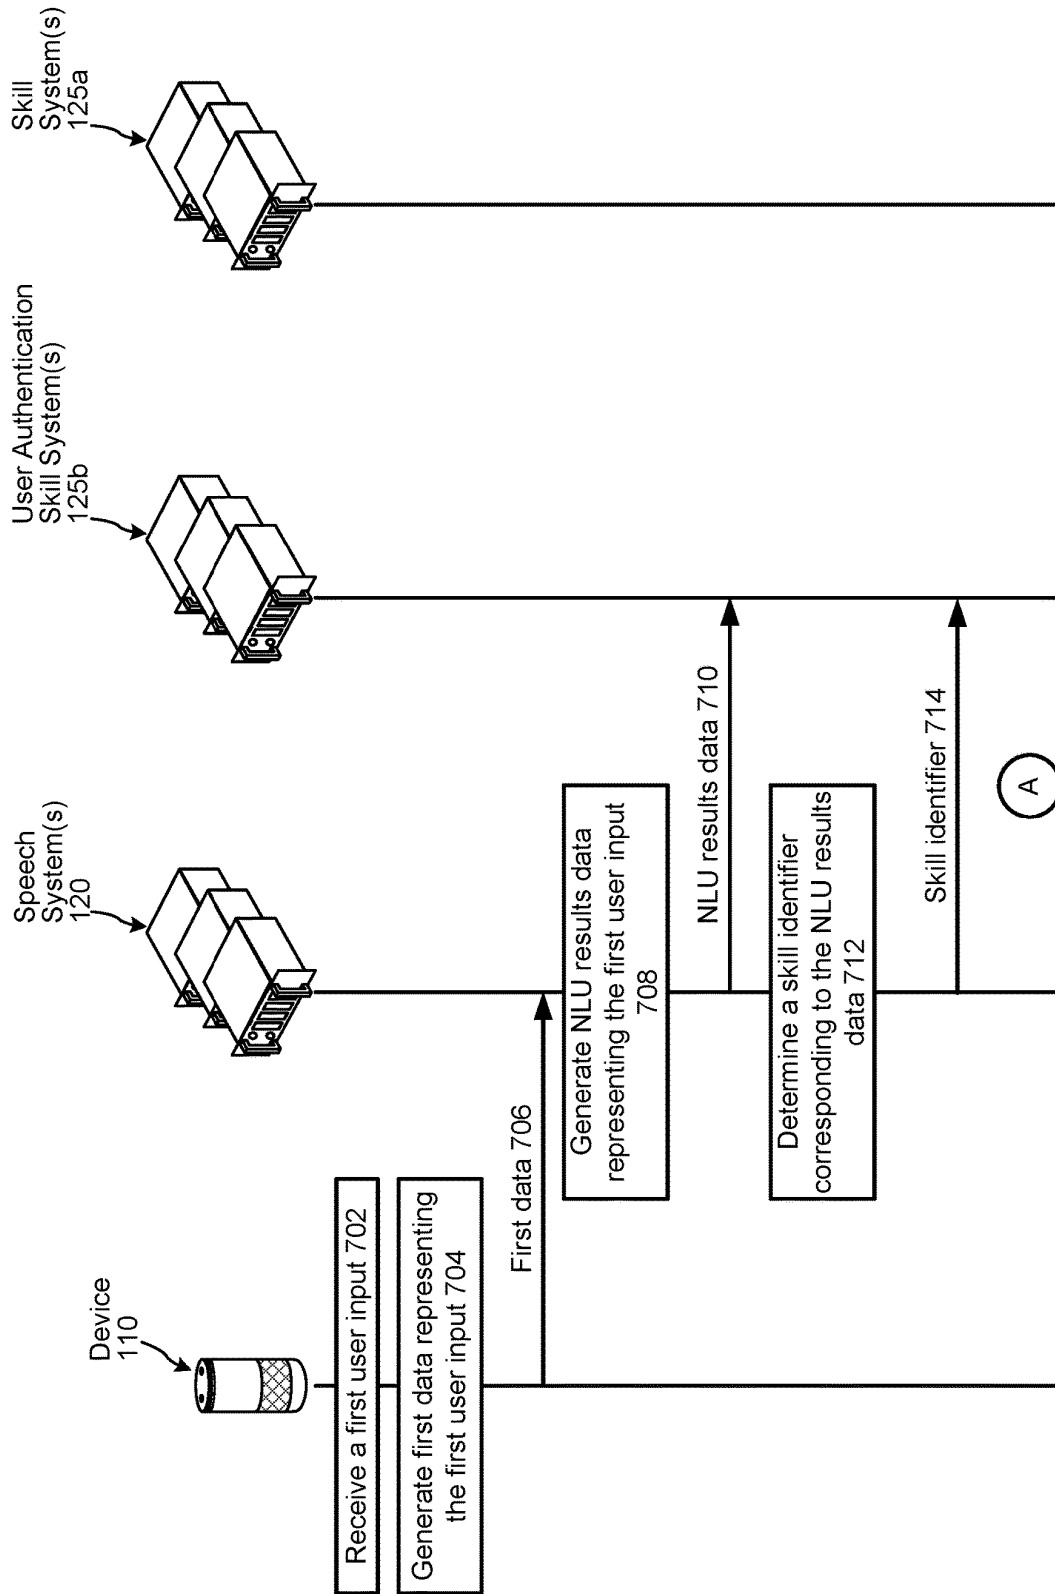 Device
110
Speech
System(s)
120
User Authentication
Skill System(s)
125b
Skill
System(s)
125a
Receive a first user input 702
Generate first data representing
the first user input 704
First data 706
Generate NLU results data
representing the first user input
708
NLU results data 710
Determine a skill identifier
corresponding to the NLU results
data 712
Skill identifier 714
A